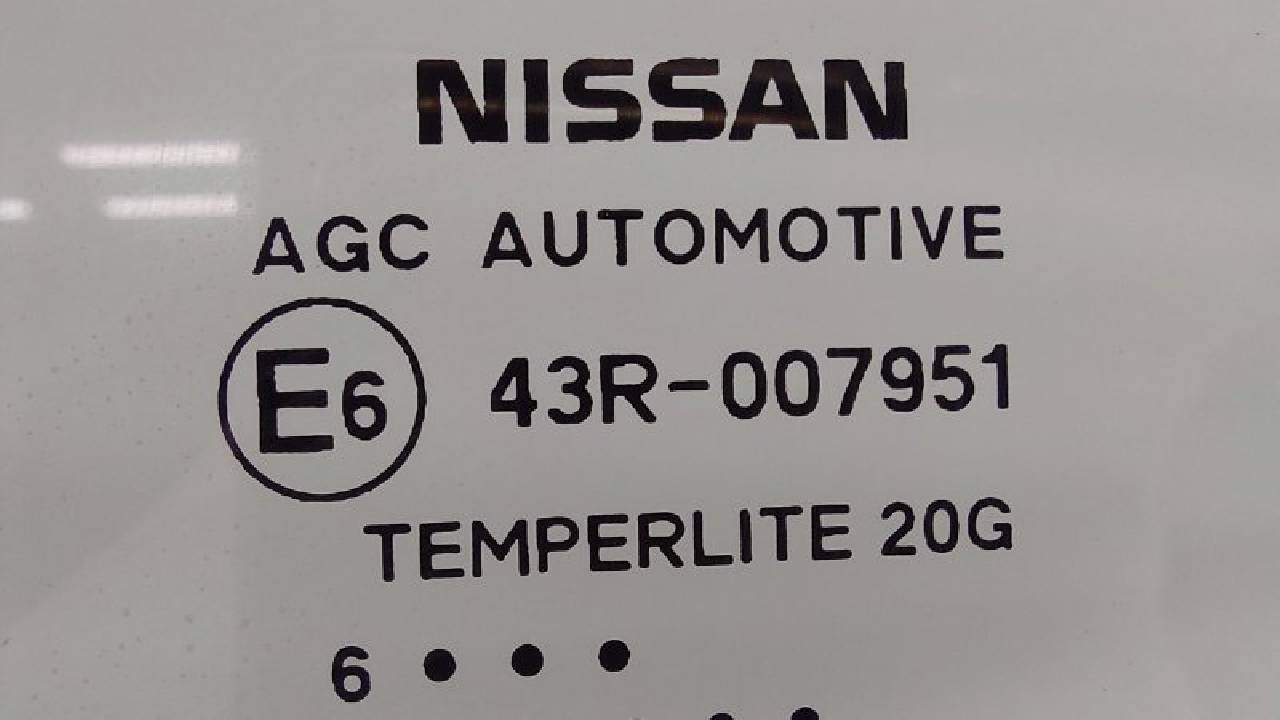 NISSAN
AGC AUTOMOTIVE
E6 43R-007951
TEMPERLITE 20G
6 • • •